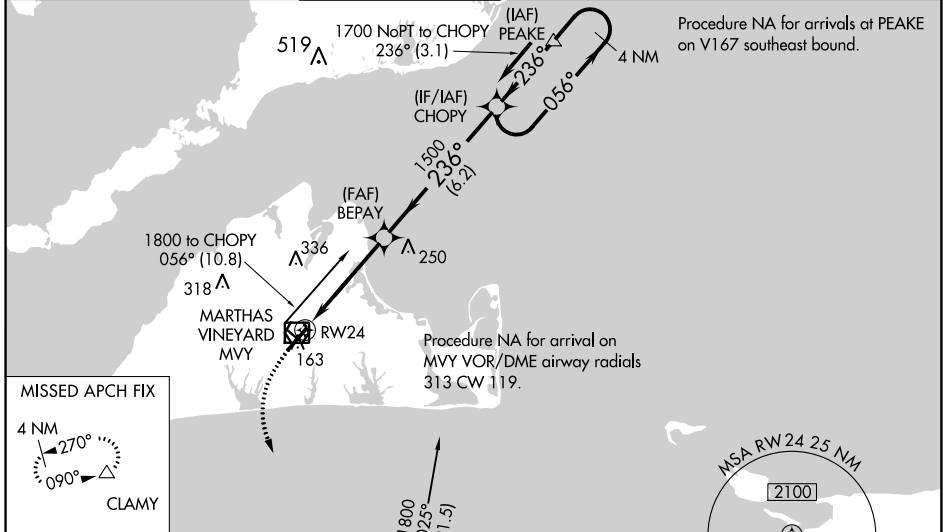 (IAF)
PEAKE
1700 NoPT to CHOPY
236° (3.1)
Procedure NA for arrivals at PEAKE
on V167 southeast bound.
519
236°
4 NM
056°
(IF/IAF)
CHOPY
1500
236°
(6.2)
(FAF)
BEPAY
1800 to CHOPY
056° (10.8)
336
250
318
MARTHAS
VINEYARD
MVY
RW24
163
Procedure NA for arrival on
MVY VOR/DME airway radials
313 CW 119.
MISSED APCH FIX
4 NM
270°
090°
CLAMY
1800
025°
1.5)
MSA RW24 25 NM
2100